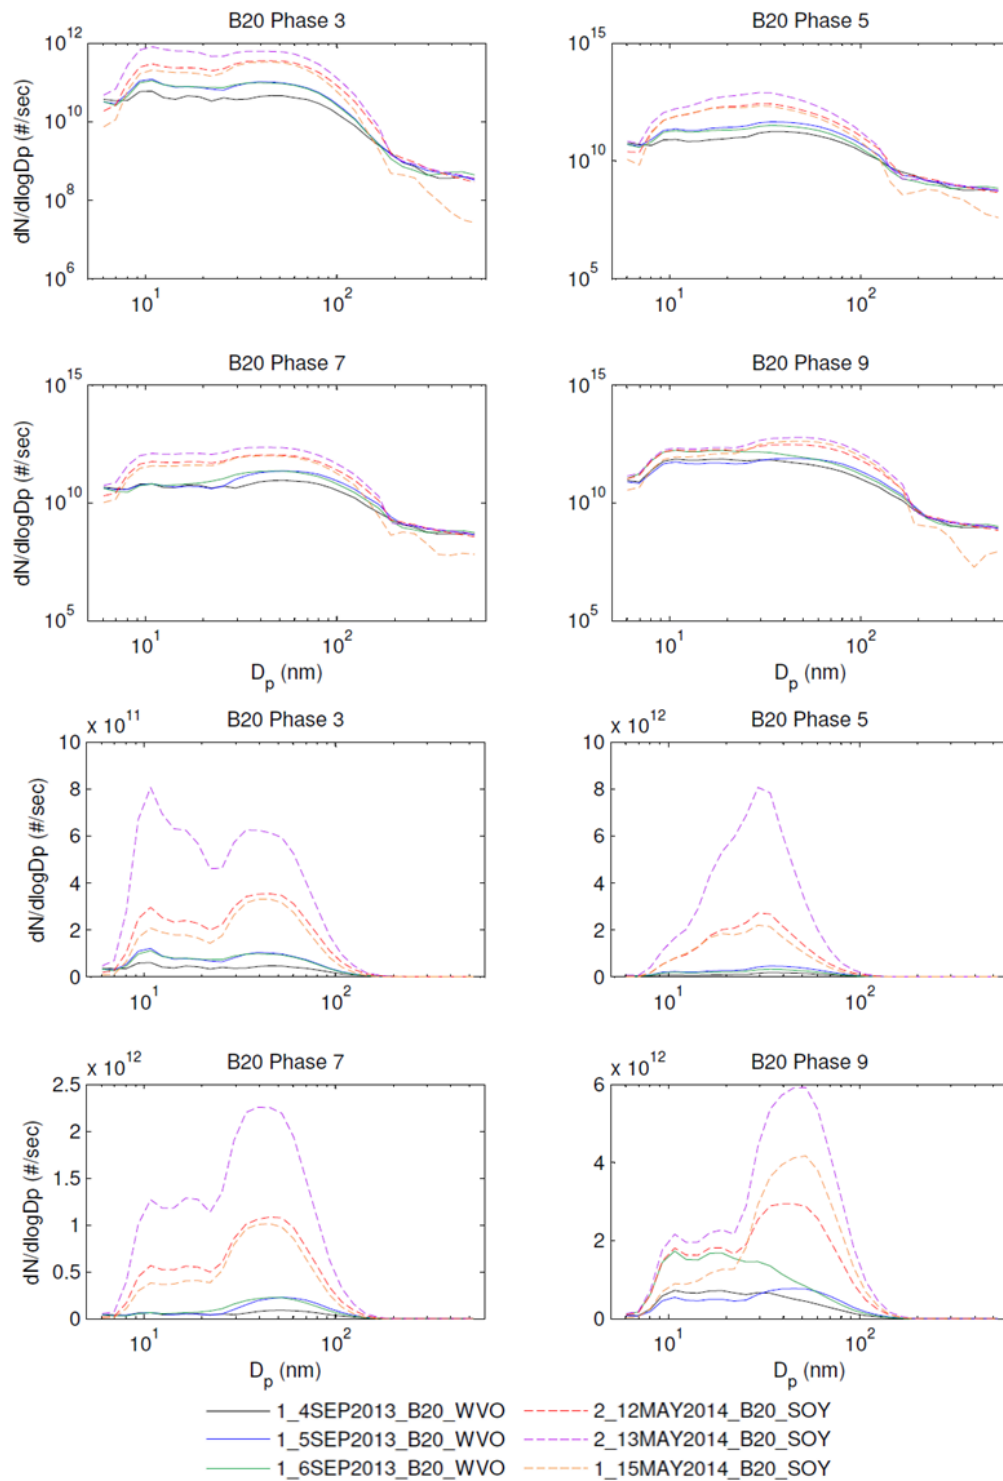 B20 Phase 3 B20 Phase 5
dN/dlogDp (#/sec)
10^12 10^10 10^8 10^6
10^15 10^10 10^5
10^1 10^2 10^1 10^2
B20 Phase 7 B20 Phase 9
dN/dlogDp (#/sec)
10^15 10^10 10^5
10^15 10^10 10^5
10^1 10^2 10^1 10^2
D_p (nm) D_p (nm)
x 10^11 B20 Phase 3 x 10^12 B20 Phase 5
dN/dlogDp (#/sec)
10 8 6 4 2 0
10 8 6 4 2 0
10^1 10^2 10^1 10^2
x 10^12 B20 Phase 7 x 10^12 B20 Phase 9
dN/dlogDp (#/sec)
2.5 2 1.5 1 0.5 0
6 4 2 0
10^1 10^2 10^1 10^2
D_p (nm) D_p (nm)
1_4SEP2013_B20_WVO 2_12MAY2014_B20_SOY
1_5SEP2013_B20_WVO 2_13MAY2014_B20_SOY
1_6SEP2013_B20_WVO 1_15MAY2014_B20_SOY